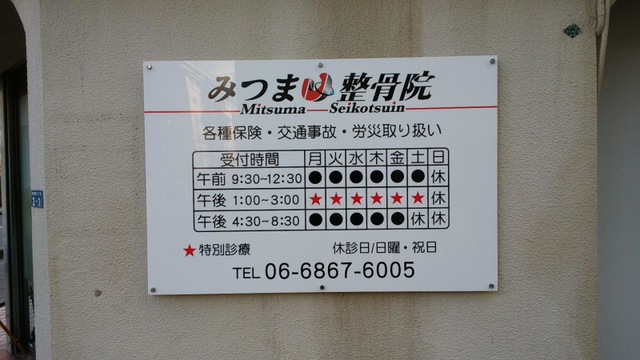 みつま 整骨院
Mitsuma Seikotsuin
各種保険・交通事故・労災取り扱い
受付時間 月 火 水 木 金 土 日
午前 9:30~12:30 ● ● ● ● ● ● 休
午後 1:00~3:00 ★ ★ ★ ★ ★ ★ 休
午後 4:30~8:30 ● ● ● ● ● 休 休
★特別診療 休診日/日曜・祝日
TEL 06-6867-6005